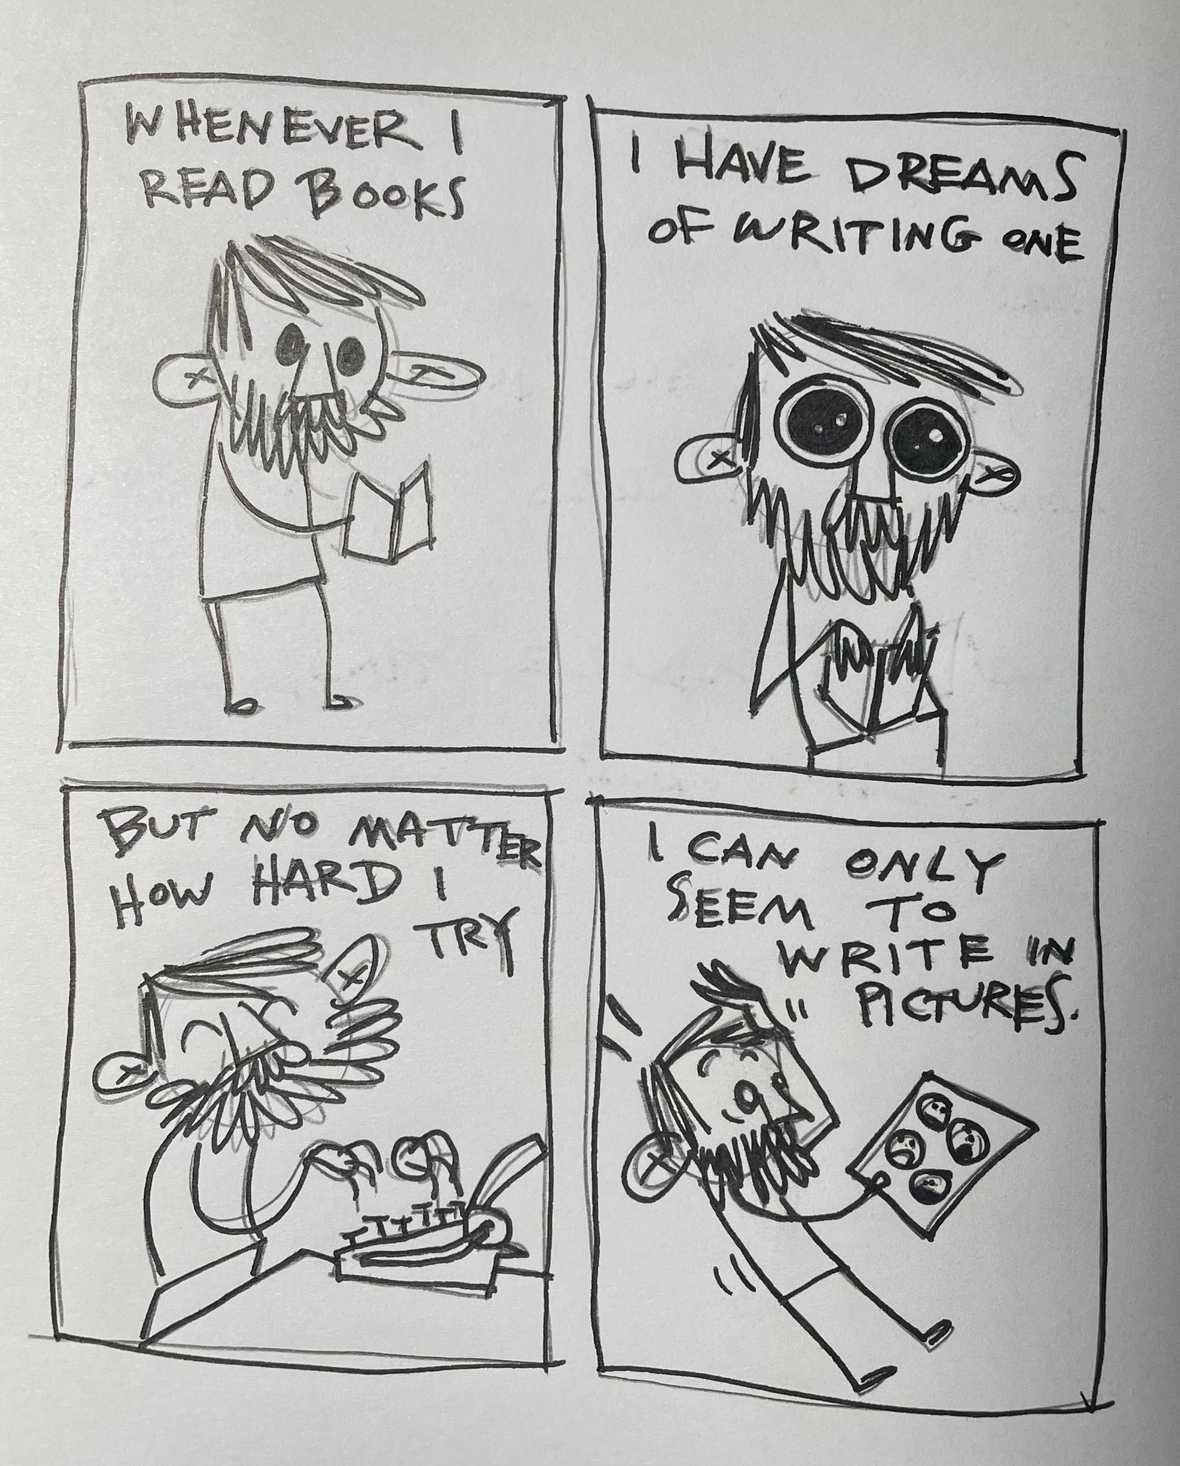 WHENEVER I
READ BOOKS
I HAVE DREAMS
OF WRITING ONE
BUT NO MATTER
HOW HARD I
TRY
I CAN ONLY
SEEM TO
WRITE IN
PICTURES.